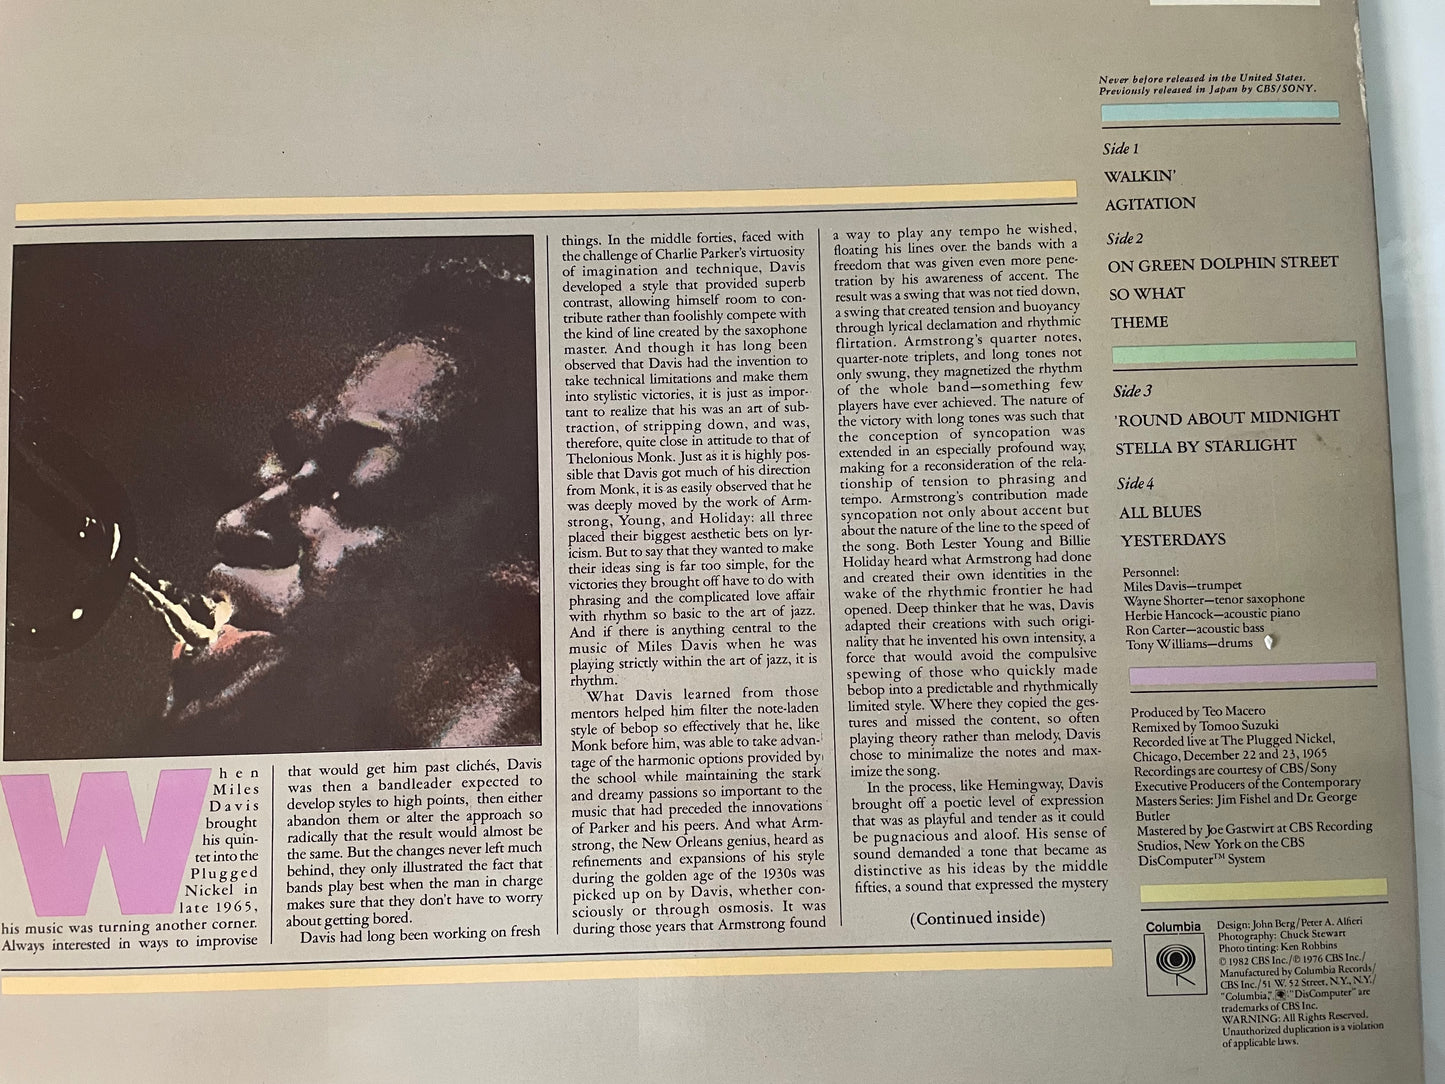 When
Miles
Davis
brought
his quin-
tet into the
Plugged
Nickel in
late 1965,
his music was turning another corner.
Always interested in ways to improvise
that would get him past clichés, Davis
was then a bandleader expected to
develop styles to high points, then either
abandon them or alter the approach so
radically that the result would almost be
the same. But the changes never left much
behind, they only illustrated the fact that
bands play best when the man in charge
makes sure that they don't have to worry
about getting bored.
Davis had long been working on fresh
things. In the middle forties, faced with
the challenge of Charlie Parker's virtuosity
of imagination and technique, Davis
developed a style that provided superb
contrast, allowing himself room to con-
tribute rather than foolishly compete with
the kind of line created by the saxophone
master. And though it has long been
observed that Davis had the invention to
take technical limitations and make them
into stylistic victories, it is just as impor-
tant to realize that his was an art of sub-
traction, of stripping down, and was,
therefore, quite close in attitude to that of
Thelonious Monk. Just as it is highly pos-
sible that Davis got much of his direction
from Monk, it is as easily observed that he
was deeply moved by the work of Arm-
strong, Young, and Holiday: all three
placed their biggest aesthetic bets on lyr-
icism. But to say that they wanted to make
their ideas sing is far too simple, for the
victories they brought off have to do with
phrasing and the complicated love affair
with rhythm so basic to the art of jazz.
And if there is anything central to the
music of Miles Davis when he was
playing strictly within the art of jazz, it is
rhythm.
What Davis learned from those
mentors helped him filter the note-laden
style of bebop so effectively that he, like
Monk before him, was able to take advan-
tage of the harmonic options provided by
the school while maintaining the stark
and dreamy passions so important to the
music that had preceded the innovations
of Parker and his peers. And what Arm-
strong, the New Orleans genius, heard as
refinements and expansions of his style
during the golden age of the 1930s was
picked up on by Davis, whether con-
sciously or through osmosis. It was
during those years that Armstrong found
a way to play any tempo he wished,
floating his lines over the bands with a
freedom that was given even more pene-
tration by his awareness of accent. The
result was a swing that was not tied down,
a swing that created tension and buoyancy
through lyrical declamation and rhythmic
flirtation. Armstrong's quarter notes,
quarter-note triplets, and long tones not
only swung, they magnetized the rhythm
of the whole band—something few
players have ever achieved. The nature of
the victory with long tones was such that
the conception of syncopation was
extended in an especially profound way,
making for a reconsideration of the rela-
tionship of tension to phrasing and
tempo. Armstrong's contribution made
syncopation not only about accent but
about the nature of the line to the speed of
the song. Both Lester Young and Billie
Holiday heard what Armstrong had done
and created their own identities in the
wake of the rhythmic frontier he had
opened. Deep thinker that he was, Davis
adapted their creations with such origi-
nality that he invented his own intensity, a
force that would avoid the compulsive
spewing of those who quickly made
bebop into a predictable and rhythmically
limited style. Where they copied the ges-
tures and missed the content, so often
playing theory rather than melody, Davis
chose to minimalize the notes and max-
imize the song.
In the process, like Hemingway, Davis
brought off a poetic level of expression
that was as playful and tender as it could
be pugnacious and aloof. His sense of
sound demanded a tone that became as
distinctive as his ideas by the middle
fifties, a sound that expressed the mystery
(Continued inside)
Never before released in the United States.
Previously released in Japan by CBS/SONY.
Side 1
WALKIN'
AGITATION
Side 2
ON GREEN DOLPHIN STREET
SO WHAT
THEME
Side 3
'ROUND ABOUT MIDNIGHT
STELLA BY STARLIGHT
Side 4
ALL BLUES
YESTERDAYS
Personnel:
Miles Davis—trumpet
Wayne Shorter—tenor saxophone
Herbie Hancock—acoustic piano
Ron Carter—acoustic bass
Tony Williams—drums
Produced by Teo Macero
Remixed by Tomoo Suzuki
Recorded live at The Plugged Nickel,
Chicago, December 22 and 23, 1965
Recordings are courtesy of CBS/Sony
Executive Producers of the Contemporary
Masters Series: Jim Fishel and Dr. George
Butler
Mastered by Joe Gastwirt at CBS Recording
Studios, New York on the CBS
DisComputer™ System
Columbia
Design: John Berg/Peter A. Alfieri
Photography: Chuck Stewart
Photo tinting: Ken Robbins
© 1982 CBS Inc./℗ 1976 CBS Inc./
Manufactured by Columbia Records/
CBS Inc./51 W. 52 Street, N.Y., N.Y./
"Columbia," "DisComputer" are
trademarks of CBS Inc.
WARNING: All Rights Reserved.
Unauthorized duplication is a violation
of applicable laws.